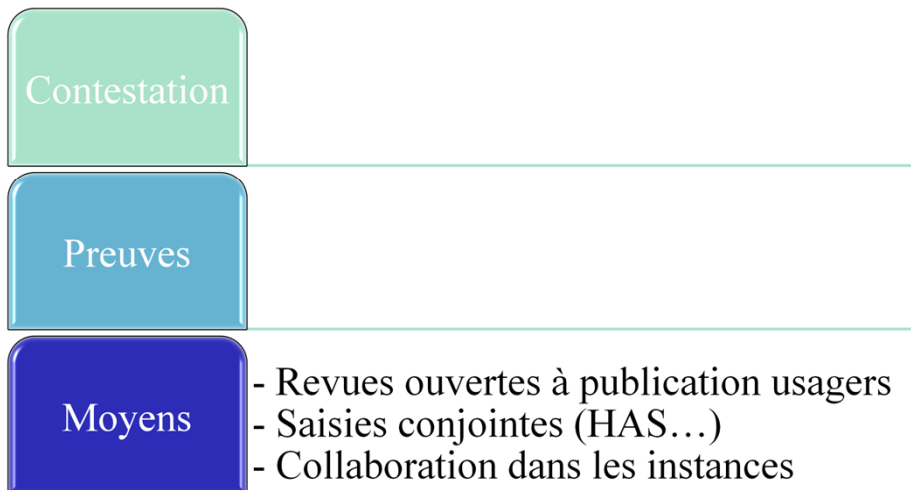 Contestation
Preuves
Moyens
- Revues ouvertes à publication usagers
- Saisies conjointes (HAS…)
- Collaboration dans les instances